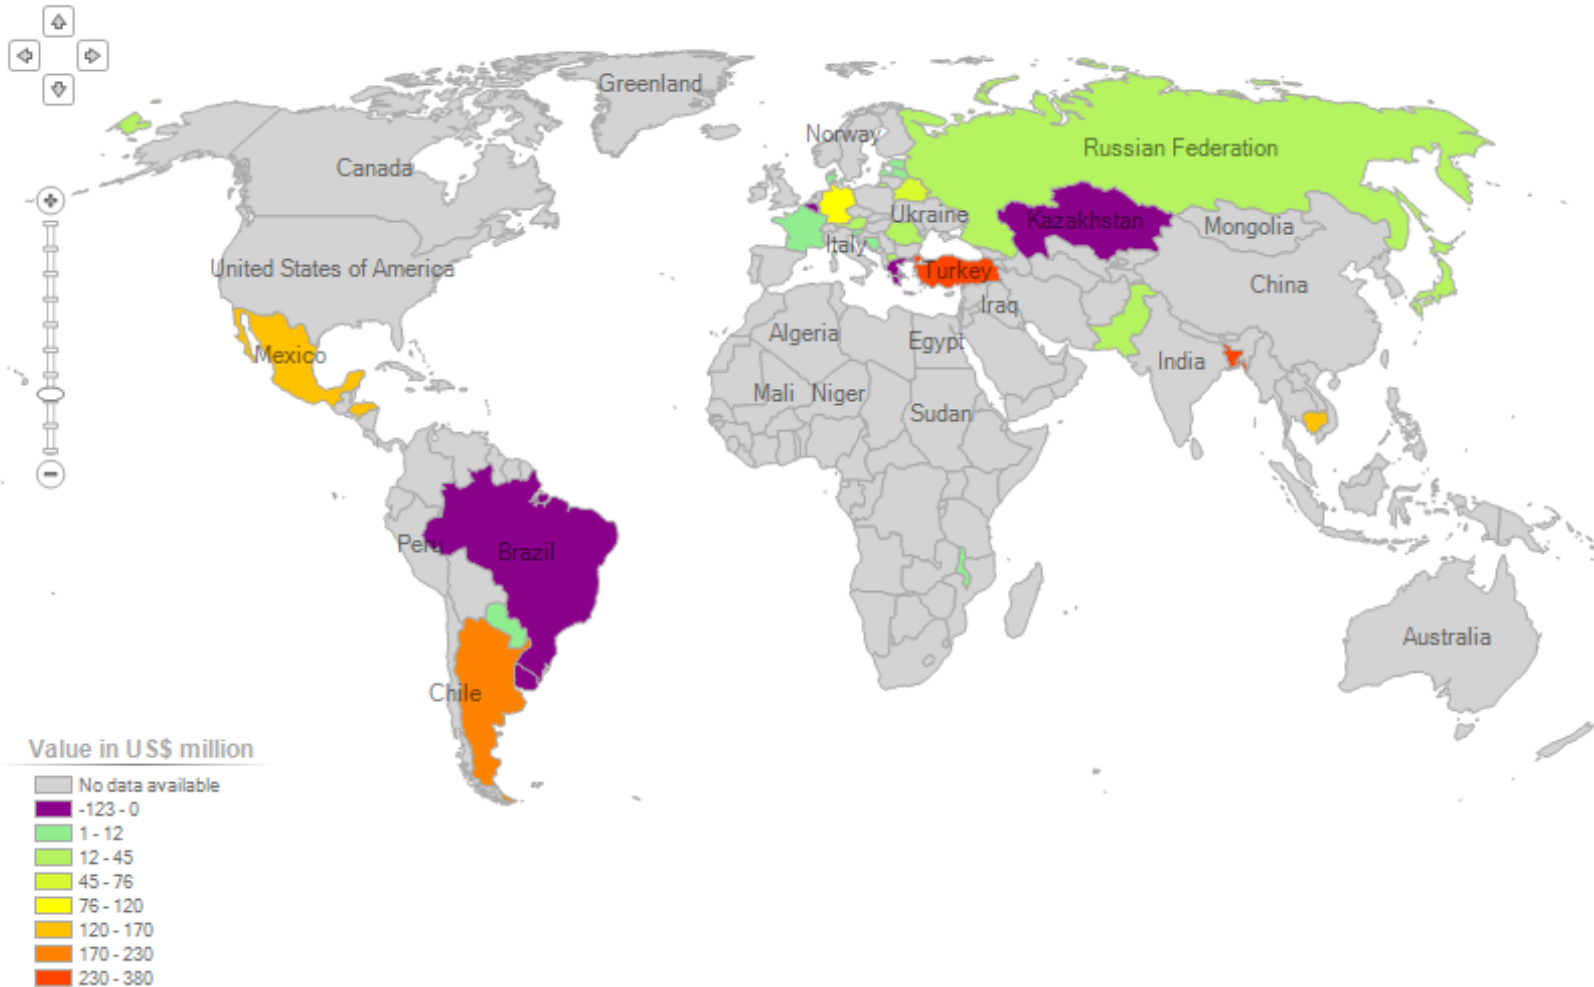 Greenland
Norway
Canada
Russian Federation
Ukraine
Kazakhstan
Mongolia
Italy
United States of America
Turkey
China
Iraq
Algeria
Egypt
Mexico
India
Mali
Niger
Sudan
Peru
Brazil
Australia
Chile
Value in US$ million
No data available
-123 - 0
1 - 12
12 - 45
45 - 76
76 - 120
120 - 170
170 - 230
230 - 380